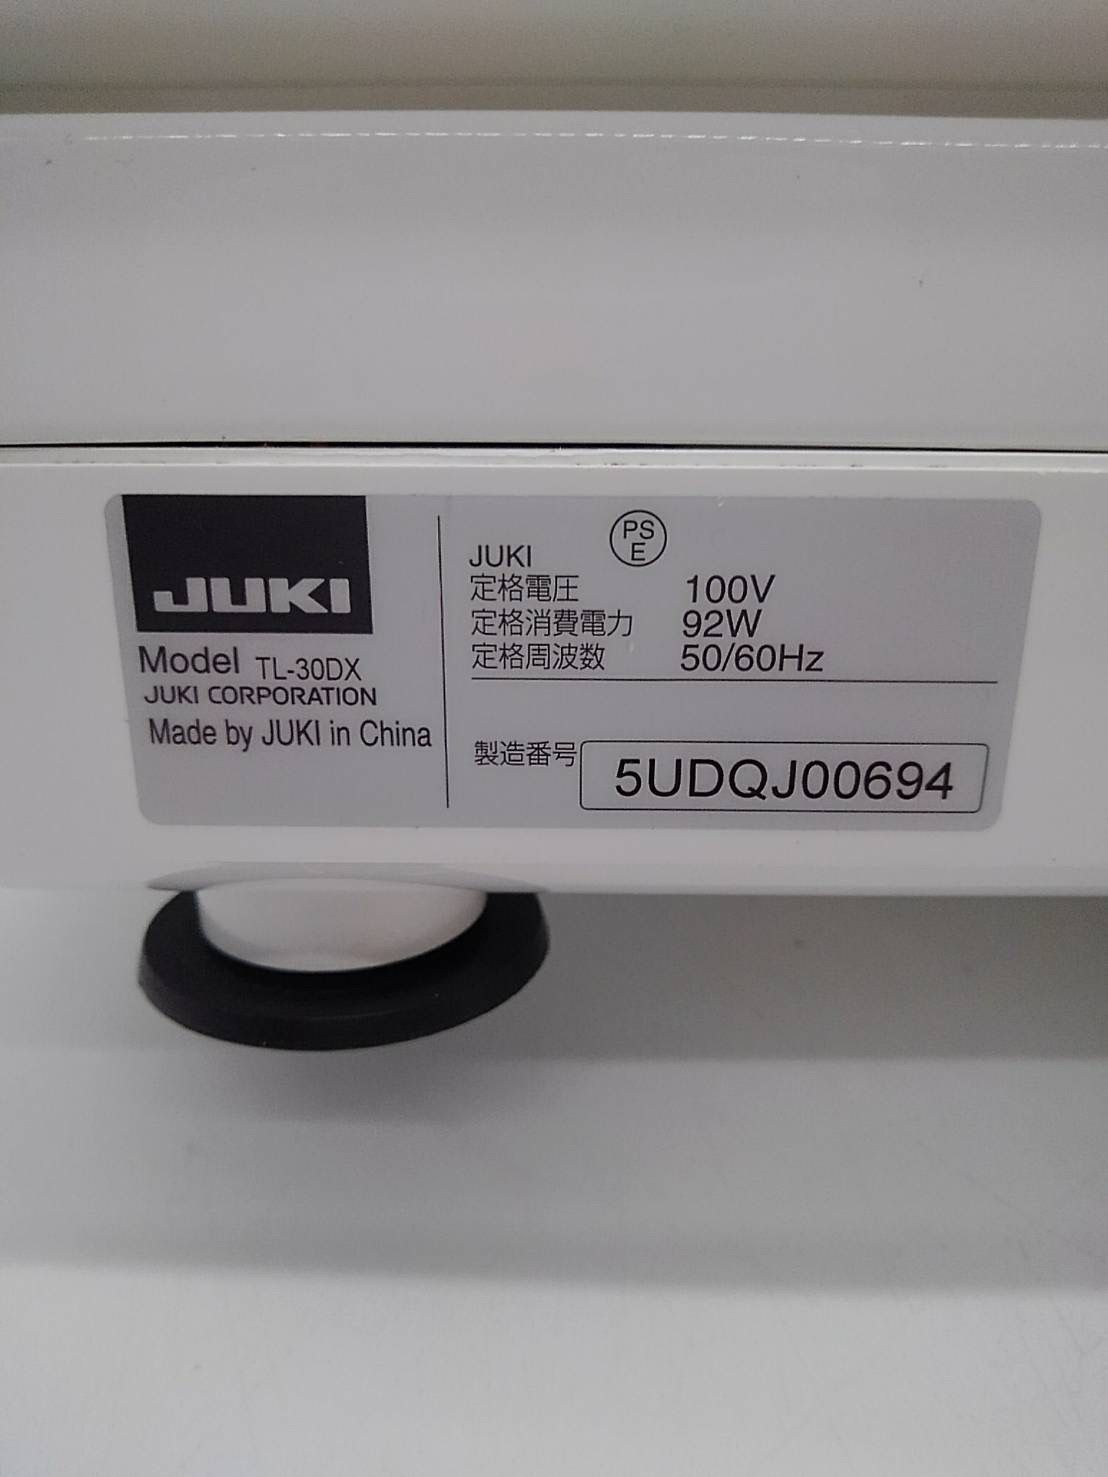 JUKI
Model TL-30DX
JUKI CORPORATION
Made by JUKI in China
PS
E
JUKI
定格電圧 100V
定格消費電力 92W
定格周波数 50/60Hz
製造番号 5UDQJ00694